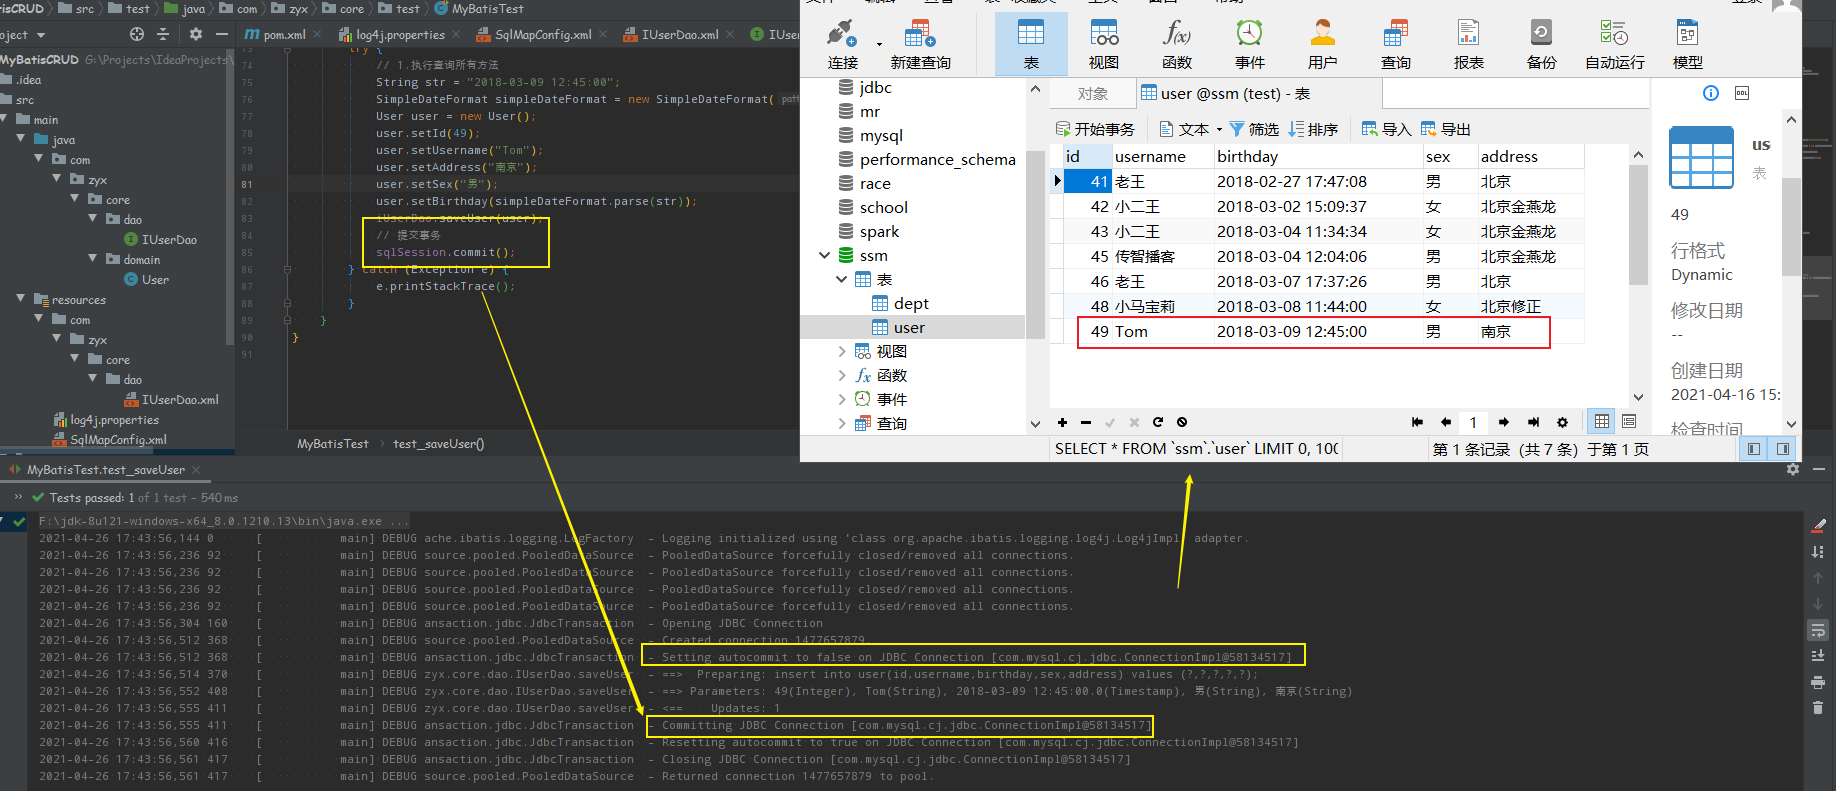 atisCRUD src test java com zyx core test MyBatisTest
oject
pom.xml log4j.properties SqlMapConfig.xml IUserDao.xml IUse
MyBatisCRUD G:\Projects\IdeaProjects\
.idea
src
main
java
com
zyx
core
dao
IUserDao
domain
User
resources
com
zyx
core
dao
IUserDao.xml
log4j.properties
SqlMapConfig.xml
73 try {
74 // 1.执行查询所有方法
75 String str = "2018-03-09 12:45:00";
76 SimpleDateFormat simpleDateFormat = new SimpleDateFormat( patt
77 User user = new User();
78 user.setId(49);
79 user.setUsername("Tom");
80 user.setAddress("南京");
81 user.setSex("男");
82 user.setBirthday(simpleDateFormat.parse(str));
83 iUserDao.saveUser(user);
84 // 提交事务
85 sqlSession.commit();
86 } catch (Exception e) {
87 e.printStackTrace();
88 }
89 }
90 }
91
MyBatisTest test_saveUser()
连接 新建查询 表 视图 函数 事件 用户 查询 报表 备份 自动运行 模型
jdbc
mr
mysql
performance_schema
race
school
spark
ssm
表
dept
user
视图
函数
事件
查询
对象 user @ssm (test) - 表
开始事务 文本 筛选 排序 导入 导出
id username birthday sex address
41 老王 2018-02-27 17:47:08 男 北京
42 小二王 2018-03-02 15:09:37 女 北京金燕龙
43 小二王 2018-03-04 11:34:34 女 北京金燕龙
45 传智播客 2018-03-04 12:04:06 男 北京金燕龙
46 老王 2018-03-07 17:37:26 男 北京
48 小马宝莉 2018-03-08 11:44:00 女 北京修正
49 Tom 2018-03-09 12:45:00 男 南京
1
SELECT * FROM `ssm`.`user` LIMIT 0, 100
第 1 条记录 (共 7 条) 于第 1 页
DDL
us
表
49
行格式
Dynamic
修改日期
--
创建日期
2021-04-16 15:
检查时间
MyBatisTest.test_saveUser
Tests passed: 1 of 1 test – 540 ms
F:\jdk-8u121-windows-x64_8.0.1210.13\bin\java.exe ...
2021-04-26 17:43:56,144 0 [ main] DEBUG ache.ibatis.logging.LogFactory - Logging initialized using 'class org.apache.ibatis.logging.log4j.Log4jImpl' adapter.
2021-04-26 17:43:56,236 92 [ main] DEBUG source.pooled.PooledDataSource - PooledDataSource forcefully closed/removed all connections.
2021-04-26 17:43:56,236 92 [ main] DEBUG source.pooled.PooledDataSource - PooledDataSource forcefully closed/removed all connections.
2021-04-26 17:43:56,236 92 [ main] DEBUG source.pooled.PooledDataSource - PooledDataSource forcefully closed/removed all connections.
2021-04-26 17:43:56,236 92 [ main] DEBUG source.pooled.PooledDataSource - PooledDataSource forcefully closed/removed all connections.
2021-04-26 17:43:56,304 160 [ main] DEBUG ansaction.jdbc.JdbcTransaction - Opening JDBC Connection
2021-04-26 17:43:56,512 368 [ main] DEBUG source.pooled.PooledDataSource - Created connection 1477657879.
2021-04-26 17:43:56,512 368 [ main] DEBUG ansaction.jdbc.JdbcTransaction - Setting autocommit to false on JDBC Connection [com.mysql.cj.jdbc.ConnectionImpl@58134517]
2021-04-26 17:43:56,514 370 [ main] DEBUG zyx.core.dao.IUserDao.saveUser - ==> Preparing: insert into user(id,username,birthday,sex,address) values (?,?,?,?,?);
2021-04-26 17:43:56,552 408 [ main] DEBUG zyx.core.dao.IUserDao.saveUser - ==> Parameters: 49(Integer), Tom(String), 2018-03-09 12:45:00.0(Timestamp), 男(String), 南京(String)
2021-04-26 17:43:56,555 411 [ main] DEBUG zyx.core.dao.IUserDao.saveUser - <== Updates: 1
2021-04-26 17:43:56,555 411 [ main] DEBUG ansaction.jdbc.JdbcTransaction - Committing JDBC Connection [com.mysql.cj.jdbc.ConnectionImpl@58134517]
2021-04-26 17:43:56,560 416 [ main] DEBUG ansaction.jdbc.JdbcTransaction - Resetting autocommit to true on JDBC Connection [com.mysql.cj.jdbc.ConnectionImpl@58134517]
2021-04-26 17:43:56,561 417 [ main] DEBUG ansaction.jdbc.JdbcTransaction - Closing JDBC Connection [com.mysql.cj.jdbc.ConnectionImpl@58134517]
2021-04-26 17:43:56,561 417 [ main] DEBUG source.pooled.PooledDataSource - Returned connection 1477657879 to pool.